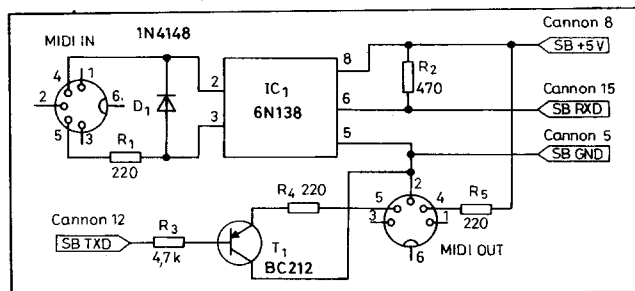 Cannon 8
MIDI IN
1N4148
SB +5V
4
1
8
R2
470
2
6
D1
2
IC1
6N138
6
Cannon 15
SB RXD
5
3
R1
220
3
5
Cannon 5
SB GND
R4 220
2
5
4
R5
220
3
1
Cannon 12
SB TXD
R3
4,7k
T1
BC212
6
MIDI OUT